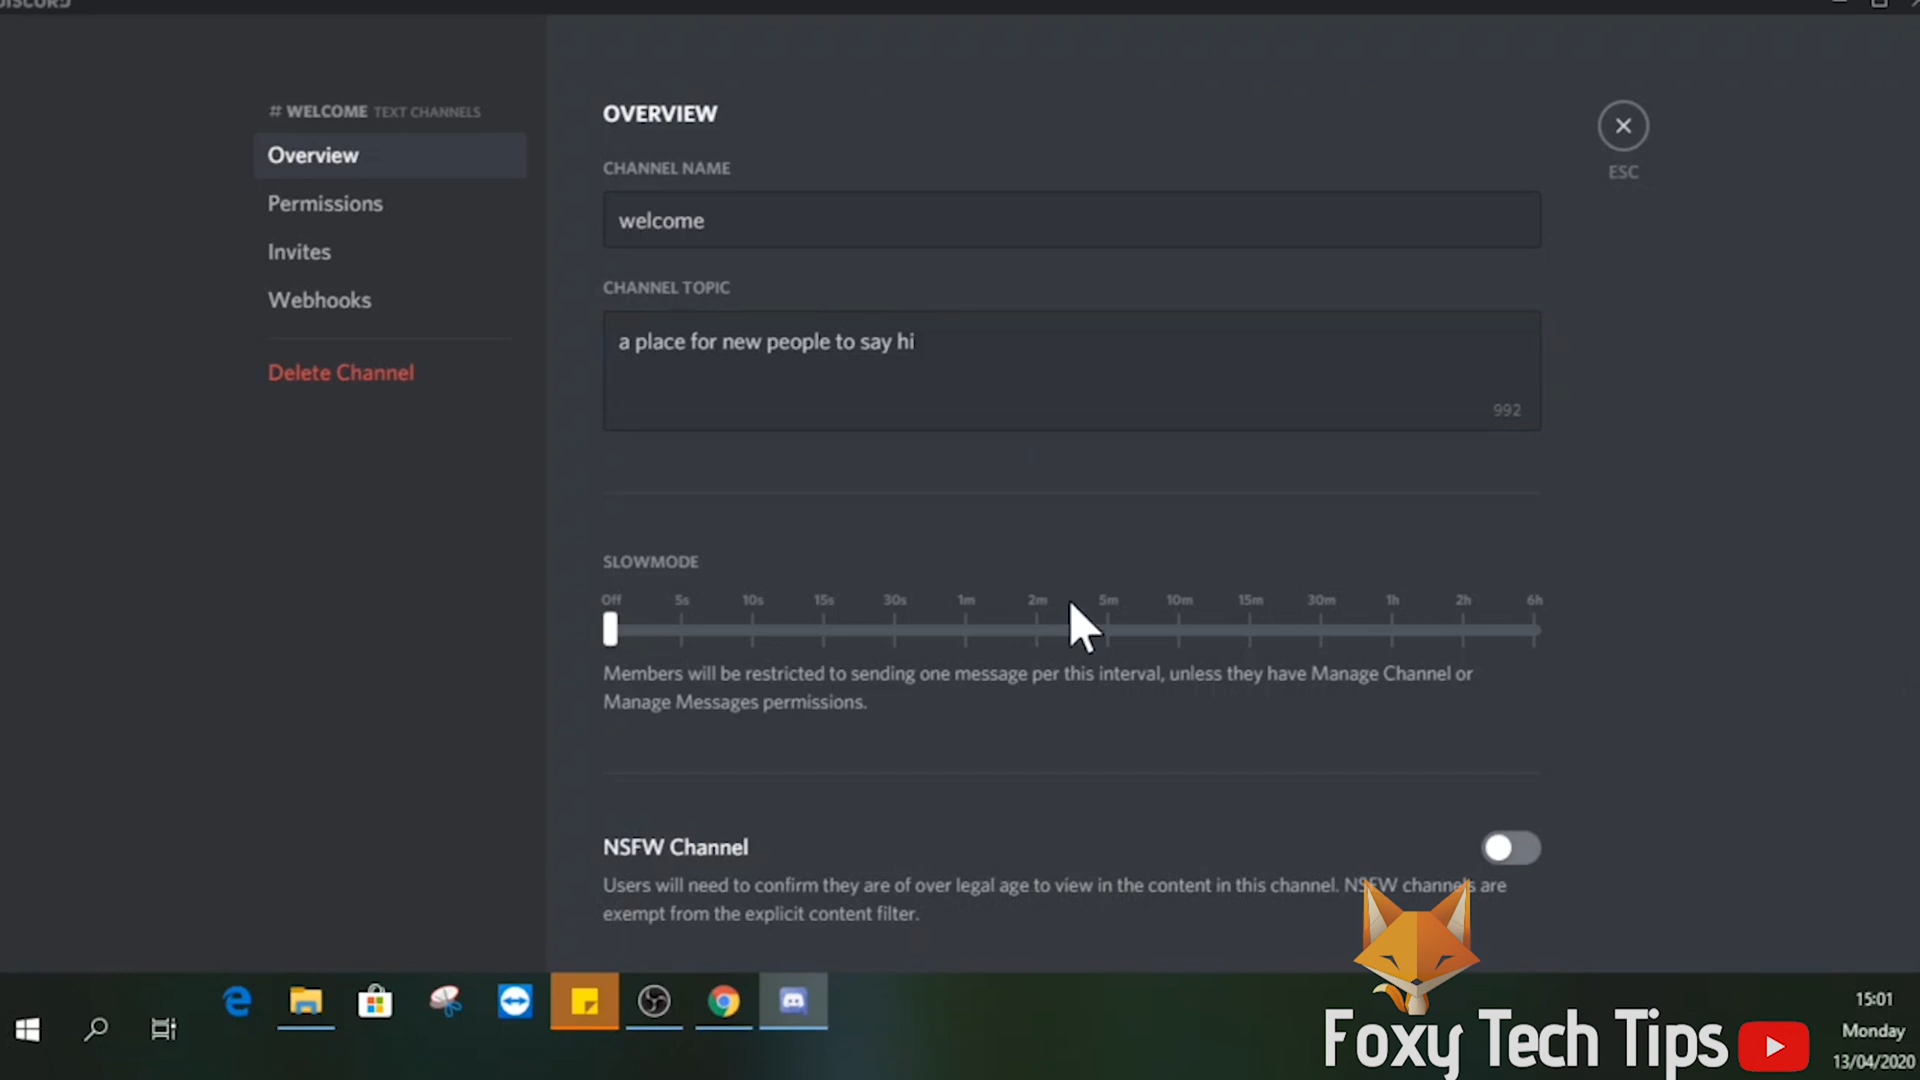 DISCORD
# WELCOME TEXT CHANNELS
Overview
Permissions
Invites
Webhooks
Delete Channel
OVERVIEW
CHANNEL NAME
welcome
CHANNEL TOPIC
a place for new people to say hi
992
ESC
SLOWMODE
Off 5s 10s 15s 30s 1m 2m 5m 10m 15m 30m 1h 2h 6h
Members will be restricted to sending one message per this interval, unless they have Manage Channel or
Manage Messages permissions.
NSFW Channel
Users will need to confirm they are of over legal age to view in the content in this channel. NSFW channels are
exempt from the explicit content filter.
Foxy Tech Tips
15:01
Monday
13/04/2020